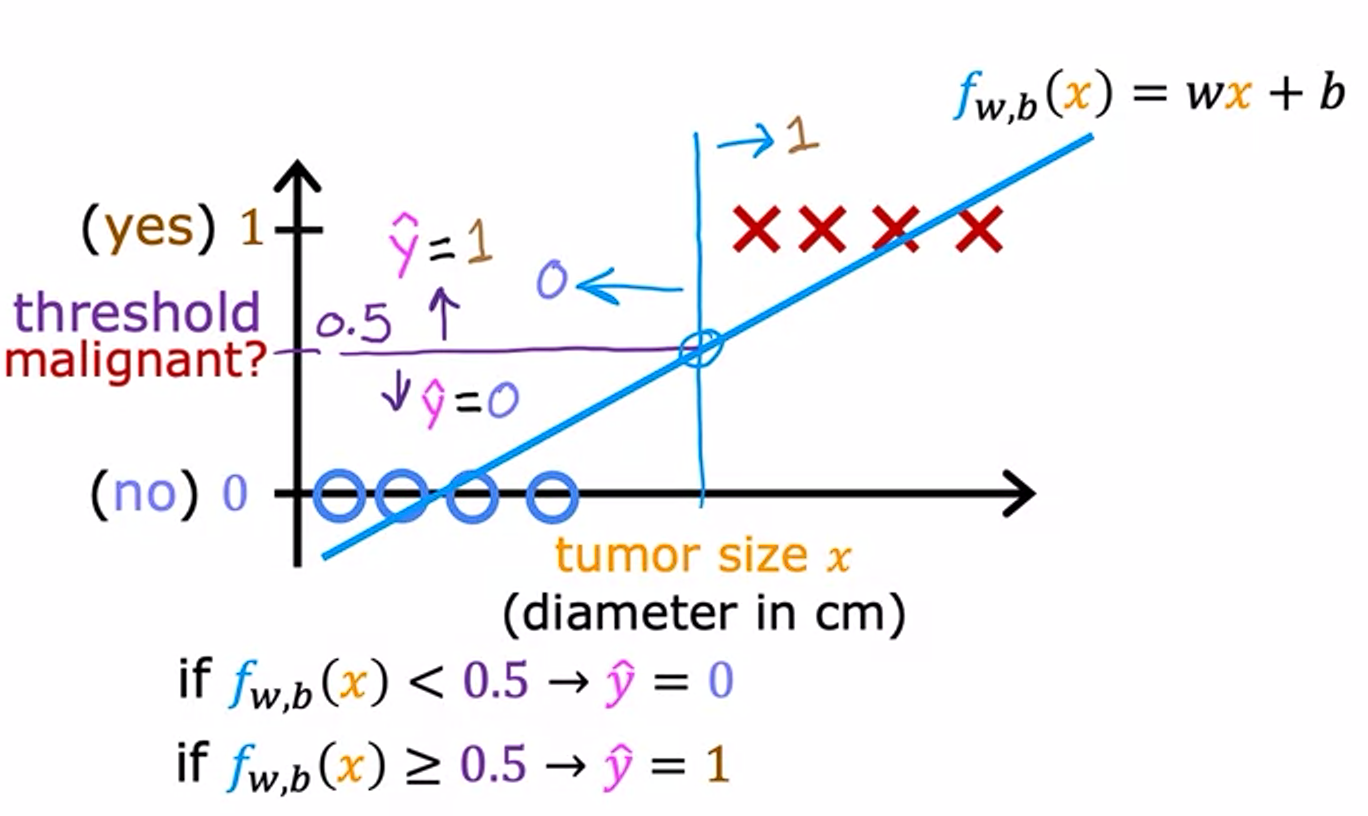 f_{w,b}(x) = wx + b
→ 1
(yes) 1
ŷ = 1
0 ←
threshold
0.5 ↑
malignant?
↓ ŷ = 0
(no) 0
tumor size x
(diameter in cm)
if f_{w,b}(x) < 0.5 → ŷ = 0
if f_{w,b}(x) ≥ 0.5 → ŷ = 1